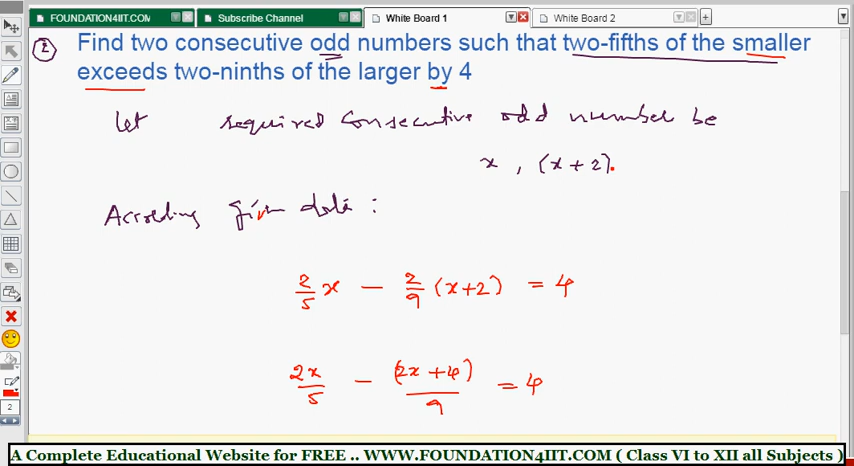 FOUNDATION4IIT.COM Subscribe Channel White Board 1 White Board 2
2 Find two consecutive odd numbers such that two-fifths of the smaller
exceeds two-ninths of the larger by 4
Let required consecutive odd number be
x , (x+2).
According given data :
2/5 x — 2/9 (x+2) = 4
2x/5 — (2x+4)/9 = 4
2
A Complete Educational Website for FREE .. WWW.FOUNDATION4IIT.COM ( Class VI to XII all Subjects )